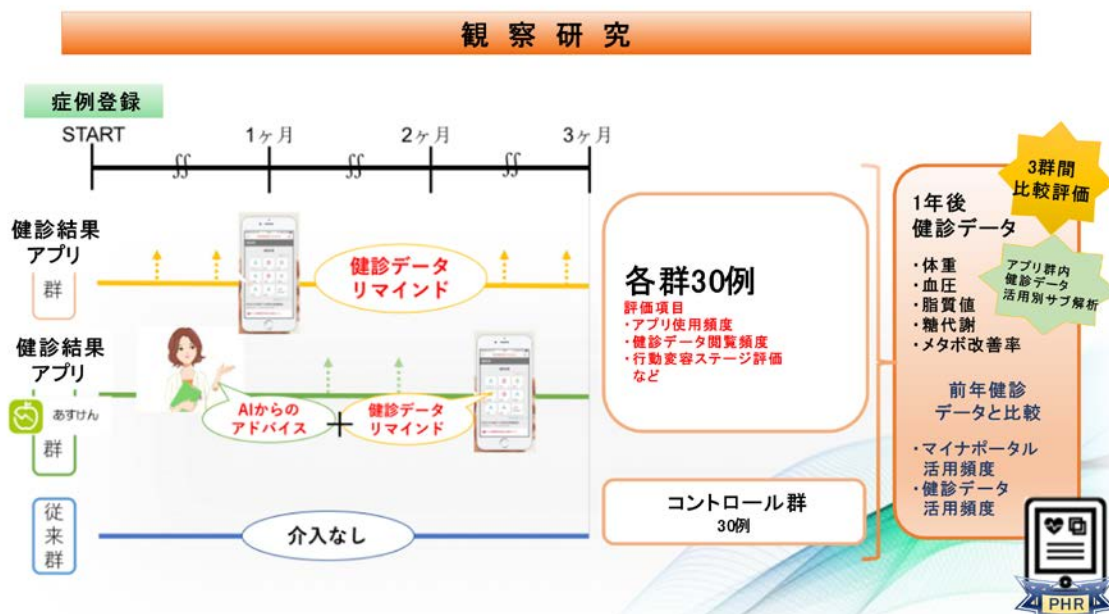 観察研究
症例登録
START
1ヶ月
2ヶ月
3ヶ月
健診結果
アプリ
群
健診データ
リマインド
健診結果
アプリ
あすけん
群
AIからの
アドバイス
+
健診データ
リマインド
従来群
介入なし
各群30例
評価項目
・アプリ使用頻度
・健診データ閲覧頻度
・行動変容ステージ評価
など
コントロール群
30例
3群間
比較評価
1年後
健診データ
アプリ群内
健診データ
活用別サブ解析
・体重
・血圧
・脂質値
・糖代謝
・メタボ改善率
前年健診
データと比較
・マイナポータル
活用頻度
・健診データ
活用頻度
PHR